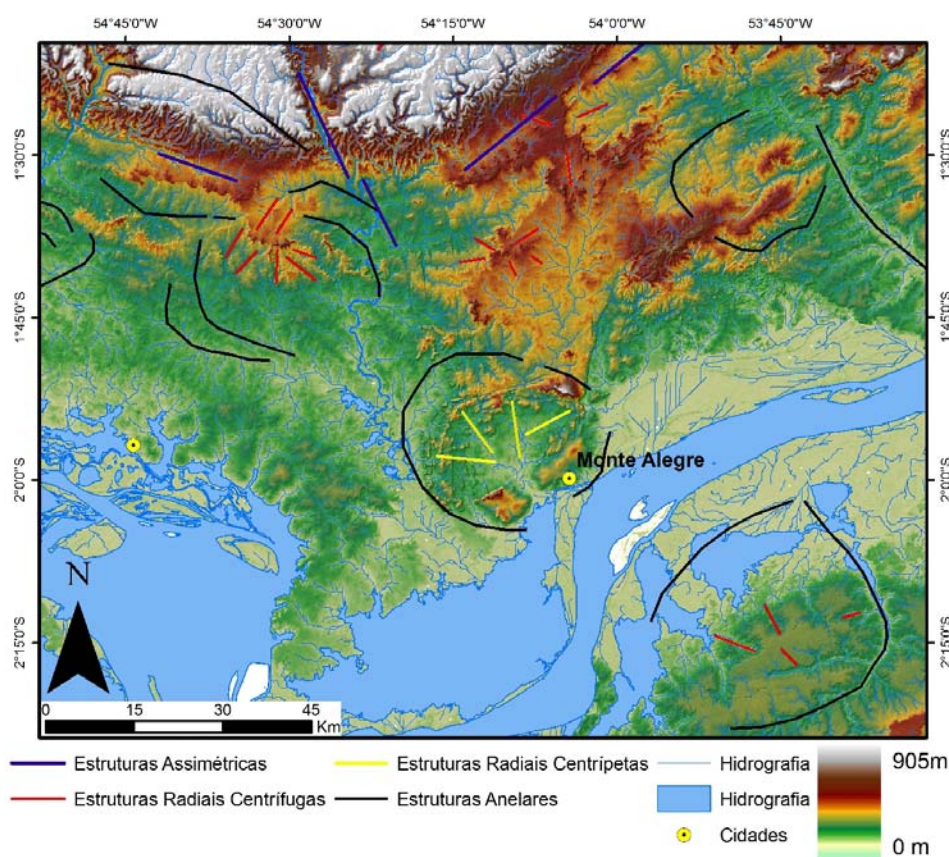 54°45'0"W 54°30'0"W 54°15'0"W 54°0'0"W 53°45'0"W
1°30'0"S 1°30'0"S
1°45'0"S 1°45'0"S
Monte Alegre
2°0'0"S 2°0'0"S
N
2°15'0"S 2°15'0"S
0 15 30 45
Km
Estruturas Assimétricas Estruturas Radiais Centrípetas Hidrografia 905m
Estruturas Radiais Centrífugas Estruturas Anelares Hidrografia
Cidades 0 m